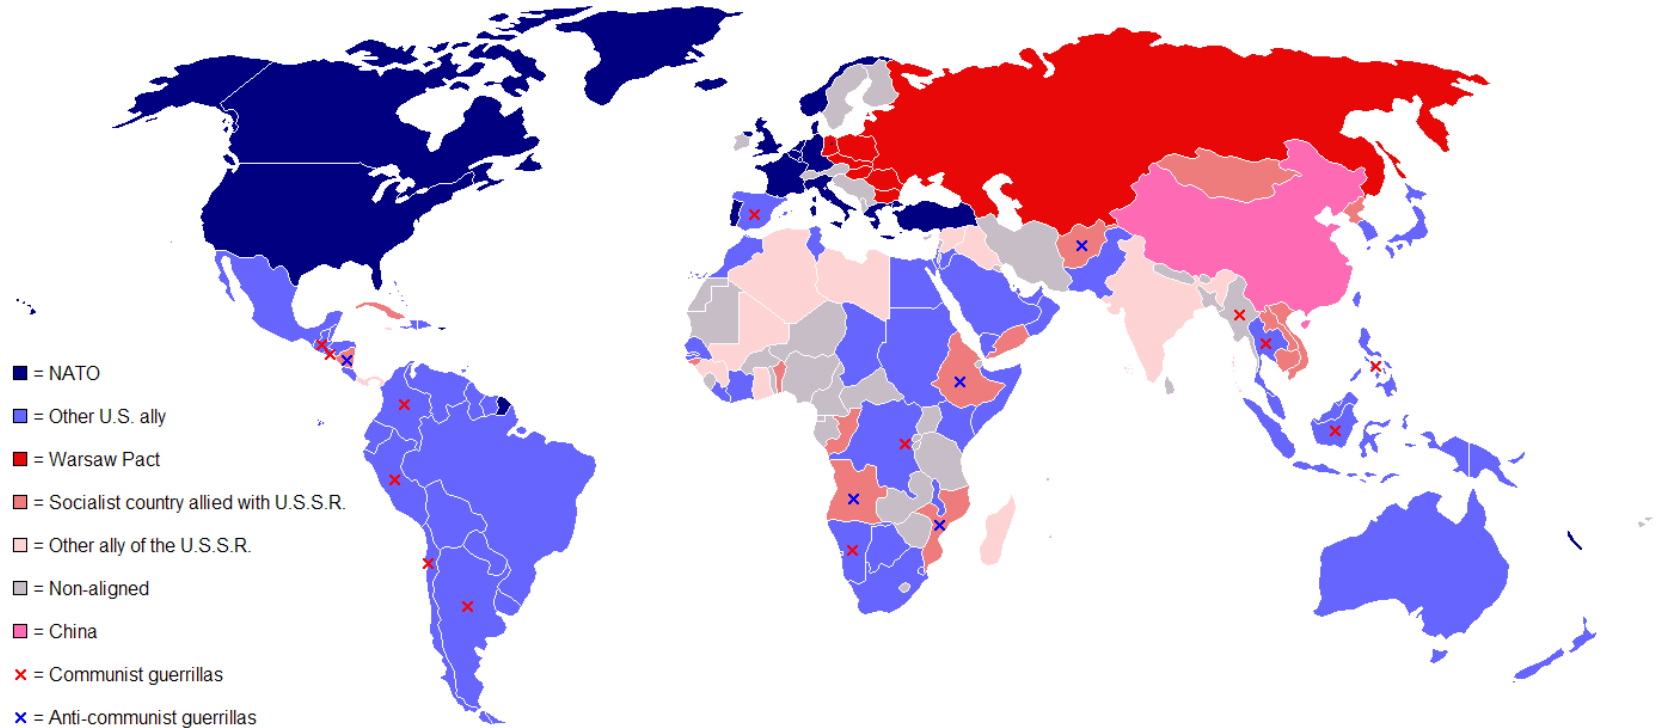 = NATO
= Other U.S. ally
= Warsaw Pact
= Socialist country allied with U.S.S.R.
= Other ally of the U.S.S.R.
= Non-aligned
= China
= Communist guerrillas
= Anti-communist guerrillas